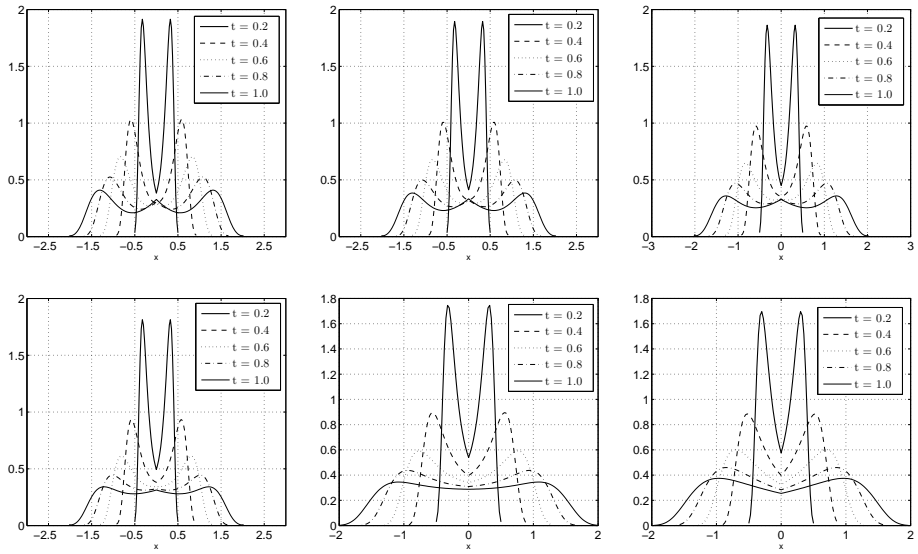 2
1.5
1
0.5
0
−2.5 −1.5 −0.5 0.5 1.5 2.5
x
t = 0.2
t = 0.4
t = 0.6
t = 0.8
t = 1.0
2
1.5
1
0.5
0
−2.5 −1.5 −0.5 0.5 1.5 2.5
x
t = 0.2
t = 0.4
t = 0.6
t = 0.8
t = 1.0
2
1.5
1
0.5
0
−3 −2 −1 0 1 2 3
x
t = 0.2
t = 0.4
t = 0.6
t = 0.8
t = 1.0
2
1.5
1
0.5
0
−2.5 −1.5 −0.5 0.5 1.5 2.5
x
t = 0.2
t = 0.4
t = 0.6
t = 0.8
t = 1.0
1.8
1.6
1.4
1.2
1
0.8
0.6
0.4
0.2
0
−2 −1 0 1 2
x
t = 0.2
t = 0.4
t = 0.6
t = 0.8
t = 1.0
1.8
1.6
1.4
1.2
1
0.8
0.6
0.4
0.2
0
−2 −1 0 1 2
x
t = 0.2
t = 0.4
t = 0.6
t = 0.8
t = 1.0